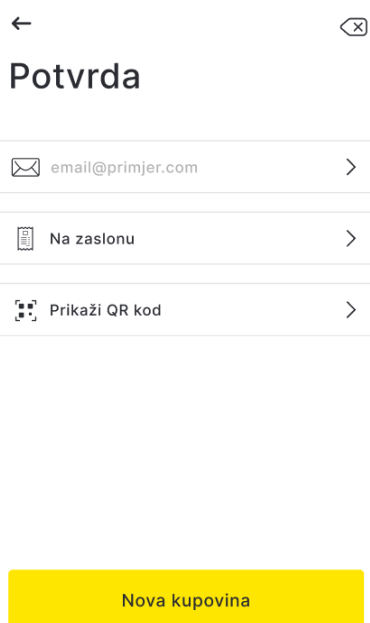 Potvrda
email@primjer.com
Na zaslonu
Prikaži QR kod
Nova kupovina